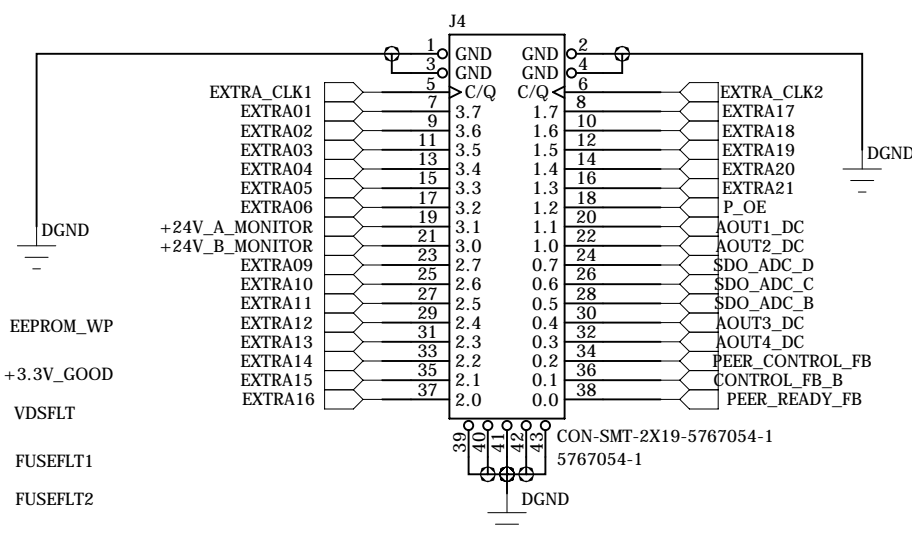 J4
1 GND GND 2
3 GND GND 4
EXTRA_CLK1 5 C/Q C/Q 6 EXTRA_CLK2
EXTRA01 7 3.7 1.7 8 EXTRA17
EXTRA02 9 3.6 1.6 10 EXTRA18
EXTRA03 11 3.5 1.5 12 EXTRA19
EXTRA04 13 3.4 1.4 14 EXTRA20
EXTRA05 15 3.3 1.3 16 EXTRA21
EXTRA06 17 3.2 1.2 18 P_OE
+24V_A_MONITOR 19 3.1 1.1 20 AOUT1_DC
+24V_B_MONITOR 21 3.0 1.0 22 AOUT2_DC
EXTRA09 23 2.7 0.7 24 SDO_ADC_D
EXTRA10 25 2.6 0.6 26 SDO_ADC_C
EXTRA11 27 2.5 0.5 28 SDO_ADC_B
EXTRA12 29 2.4 0.4 30 AOUT3_DC
EXTRA13 31 2.3 0.3 32 AOUT4_DC
EXTRA14 33 2.2 0.2 34 PEER_CONTROL_FB
EXTRA15 35 2.1 0.1 36 CONTROL_FB_B
EXTRA16 37 2.0 0.0 38 PEER_READY_FB
DGND
DGND
EEPROM_WP
+3.3V_GOOD
VDSFLT
FUSEFLT1
FUSEFLT2
39 40 41 42 43
CON-SMT-2X19-5767054-1
5767054-1
DGND